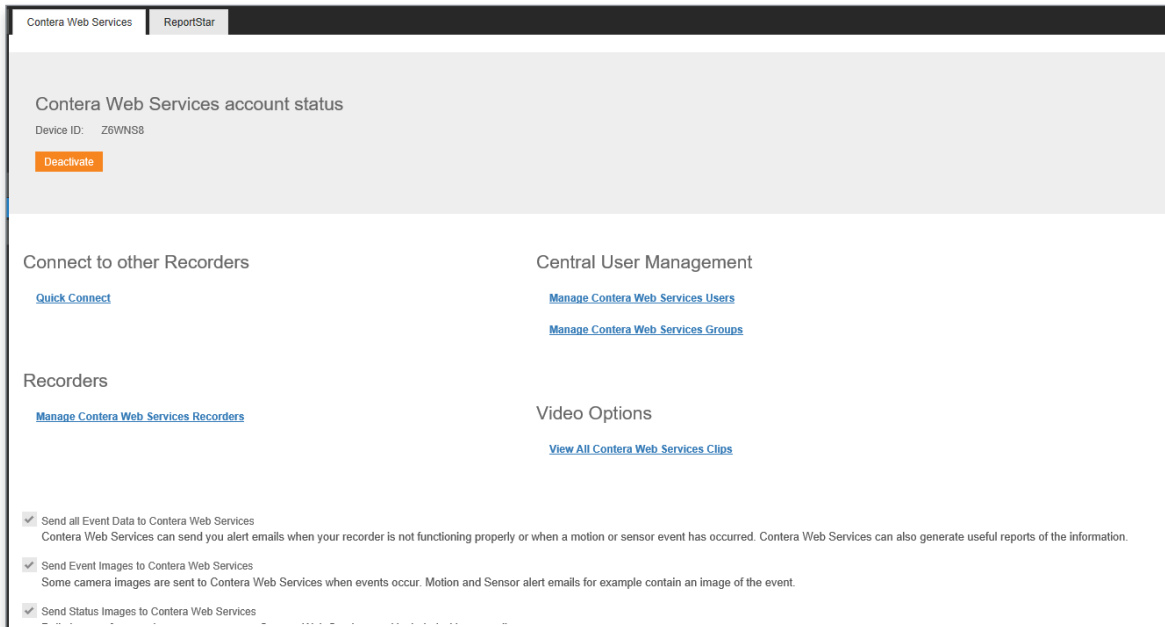 Contera Web Services
ReportStar
Contera Web Services account status
Device ID: Z6WNS8
Deactivate
Connect to other Recorders
Quick Connect
Central User Management
Manage Contera Web Services Users
Manage Contera Web Services Groups
Recorders
Manage Contera Web Services Recorders
Video Options
View All Contera Web Services Clips
Send all Event Data to Contera Web Services
Contera Web Services can send you alert emails when your recorder is not functioning properly or when a motion or sensor event has occurred. Contera Web Services can also generate useful reports of the information.
Send Event Images to Contera Web Services
Some camera images are sent to Contera Web Services when events occur. Motion and Sensor alert emails for example contain an image of the event.
Send Status Images to Contera Web Services